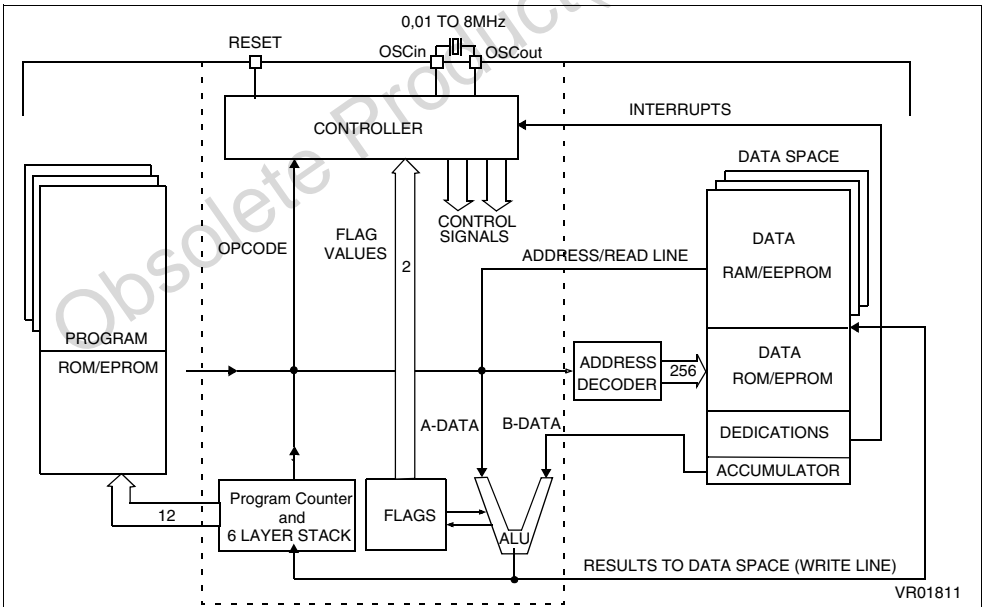 0,01 TO 8MHz
RESET
OSCin
OSCout
INTERRUPTS
CONTROLLER
DATA SPACE
CONTROL
SIGNALS
OPCODE
FLAG
VALUES
2
ADDRESS/READ LINE
DATA
RAM/EEPROM
PROGRAM
ROM/EPROM
ADDRESS
DECODER
256
DATA
ROM/EPROM
A-DATA
B-DATA
DEDICATIONS
ACCUMULATOR
12
Program Counter
and
6 LAYER STACK
FLAGS
ALU
RESULTS TO DATA SPACE (WRITE LINE)
VR01811
Obsolete Product(